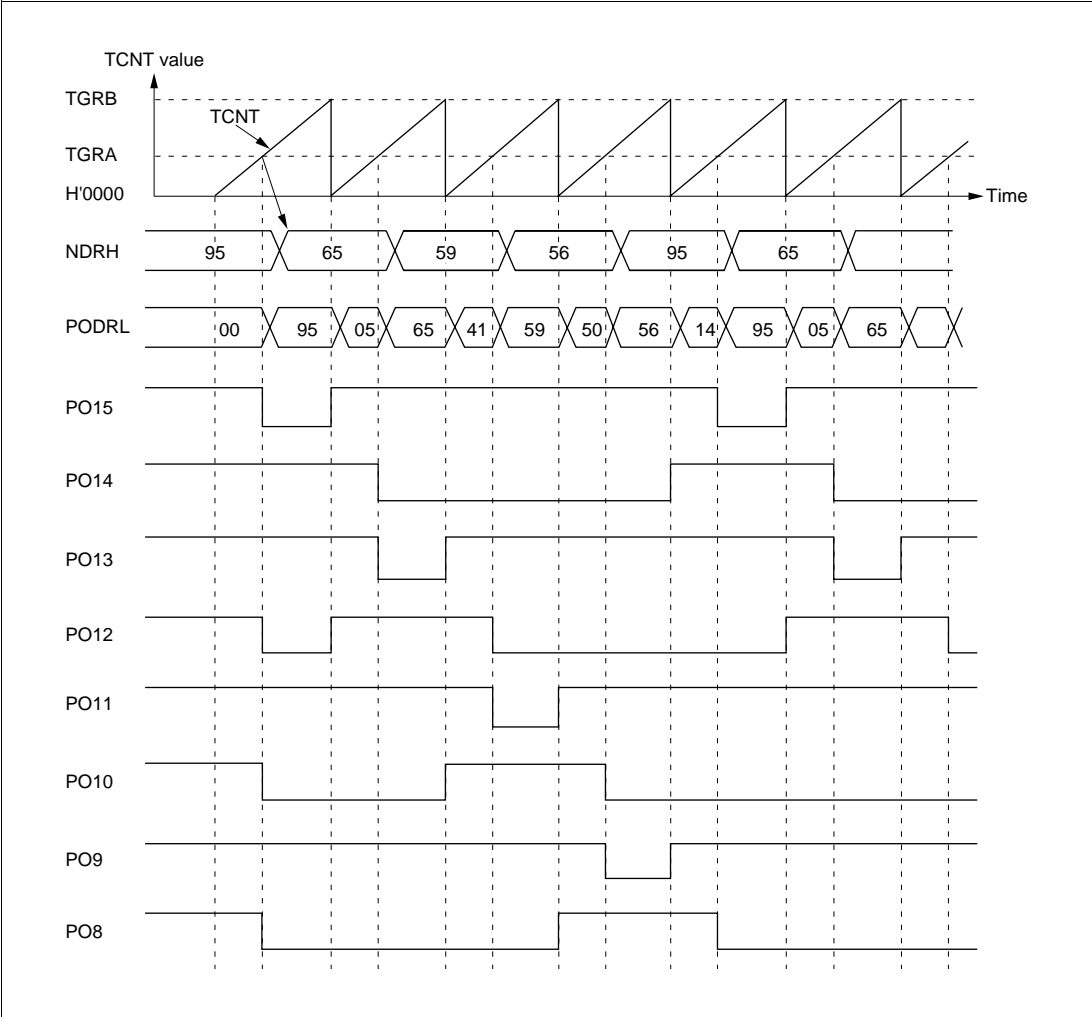 TCNT value
TGRB
TCNT
TGRA
H'0000
Time
NDRH 95 65 59 56 95 65
PODRL 00 95 05 65 41 59 50 56 14 95 05 65
PO15
PO14
PO13
PO12
PO11
PO10
PO9
PO8